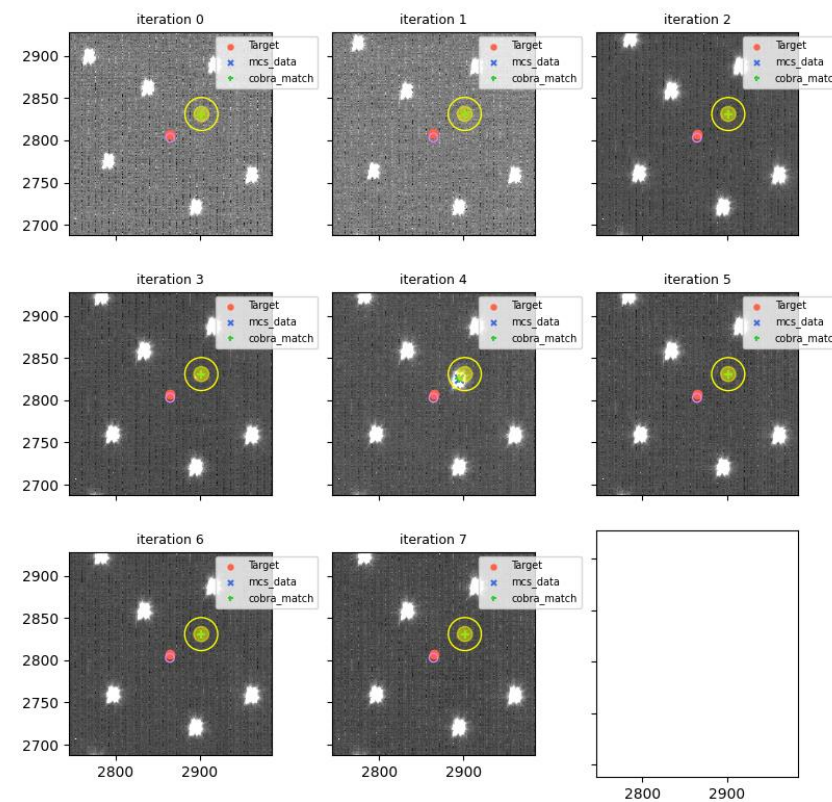 iteration 0
iteration 1
iteration 2
Target
mcs_data
cobra_match
Target
mcs_data
cobra_match
Target
mcs_data
cobra_matc
2900
2850
2800
2750
2700
iteration 3
iteration 4
iteration 5
Target
mcs_data
cobra_match
Target
mcs_data
cobra_match
Target
mcs_data
cobra_matc
2900
2850
2800
2750
2700
iteration 6
iteration 7
Target
mcs_data
cobra_match
Target
mcs_data
cobra_match
2900
2850
2800
2750
2700
2800 2900
2800 2900
2800 2900